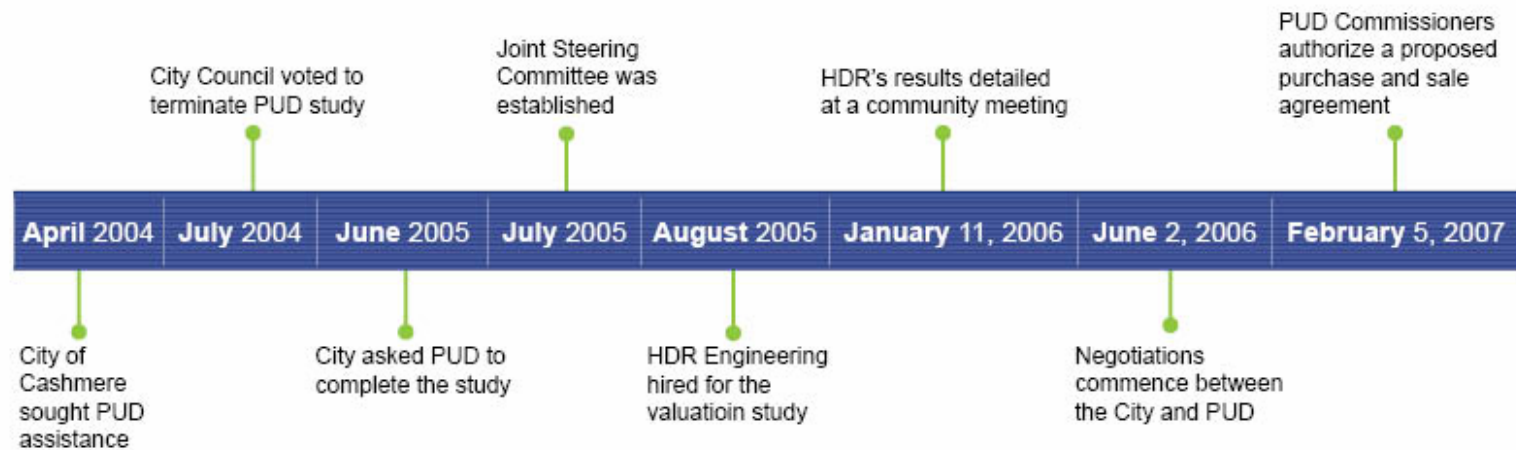 City Council voted to
terminate PUD study
Joint Steering
Committee was
established
HDR's results detailed
at a community meeting
PUD Commissioners
authorize a proposed
purchase and sale
agreement
April 2004
July 2004
June 2005
July 2005
August 2005
January 11, 2006
June 2, 2006
February 5, 2007
City of
Cashmere
sought PUD
assistance
City asked PUD to
complete the study
HDR Engineering
hired for the
valuatioin study
Negotiations
commence between
the City and PUD